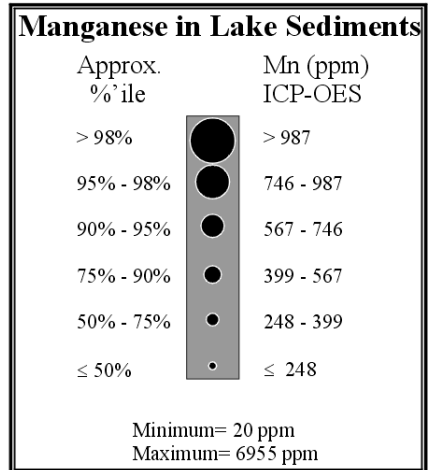 Manganese in Lake Sediments
Approx. Mn (ppm)
%'ile ICP-OES
> 98% > 987
95% - 98% 746 - 987
90% - 95% 567 - 746
75% - 90% 399 - 567
50% - 75% 248 - 399
≤ 50% ≤ 248
Minimum= 20 ppm
Maximum= 6955 ppm